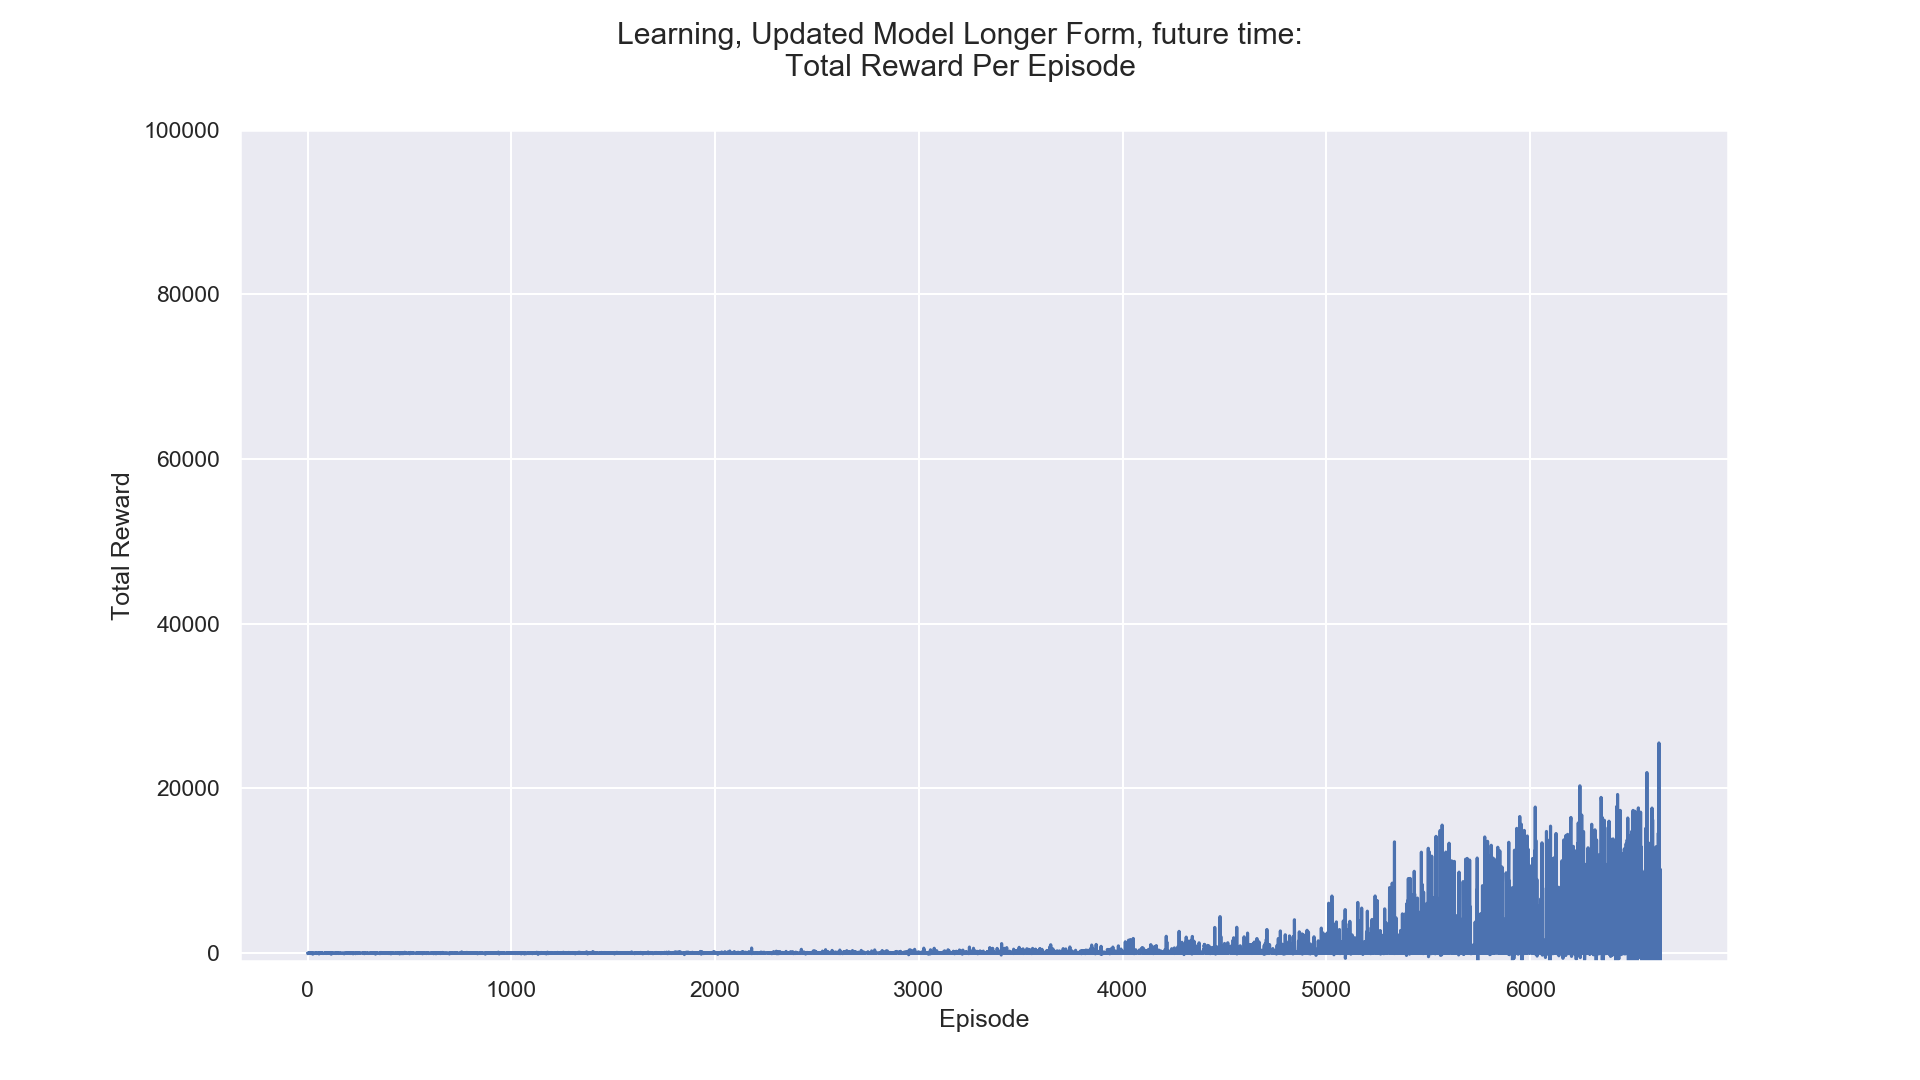 Learning, Updated Model Longer Form, future time:
Total Reward Per Episode
100000
80000
60000
40000
20000
0
Total Reward
0 1000 2000 3000 4000 5000 6000
Episode